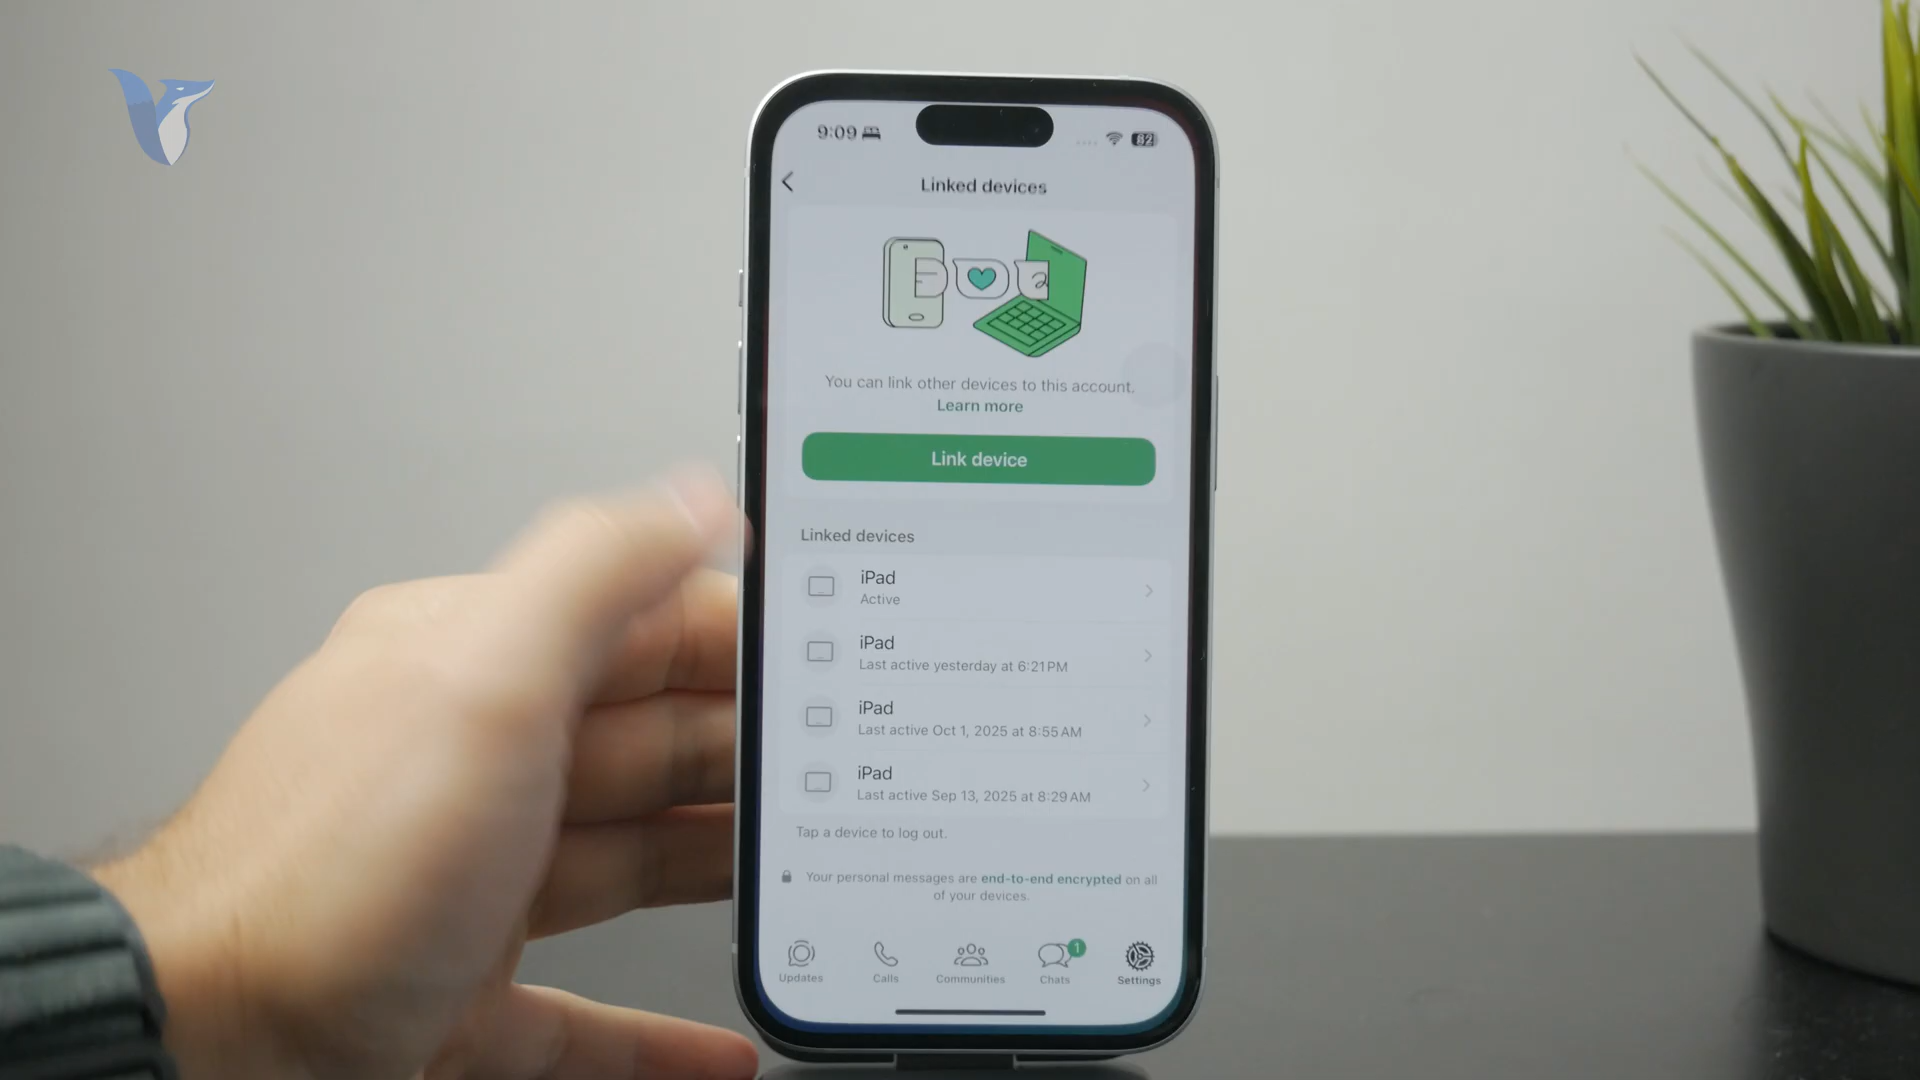 9:09
82
Linked devices
You can link other devices to this account.
Learn more
Link device
Linked devices
iPad
Active
iPad
Last active yesterday at 6:21 PM
iPad
Last active Oct 1, 2025 at 8:55 AM
iPad
Last active Sep 13, 2025 at 8:29 AM
Tap a device to log out.
Your personal messages are end-to-end encrypted on all
of your devices.
1
Updates
Calls
Communities
Chats
Settings